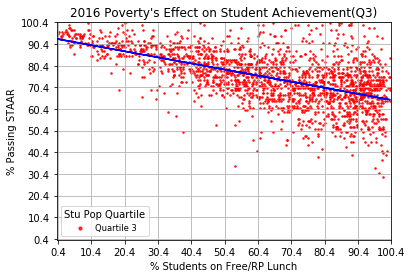 2016 Poverty's Effect on Student Achievement(Q3)
100.4
90.4
80.4
70.4
60.4
50.4
40.4
30.4
20.4
10.4
0.4
% Passing STAAR
Stu Pop Quartile
Quartile 3
0.4 10.4 20.4 30.4 40.4 50.4 60.4 70.4 80.4 90.4 100.4
% Students on Free/RP Lunch